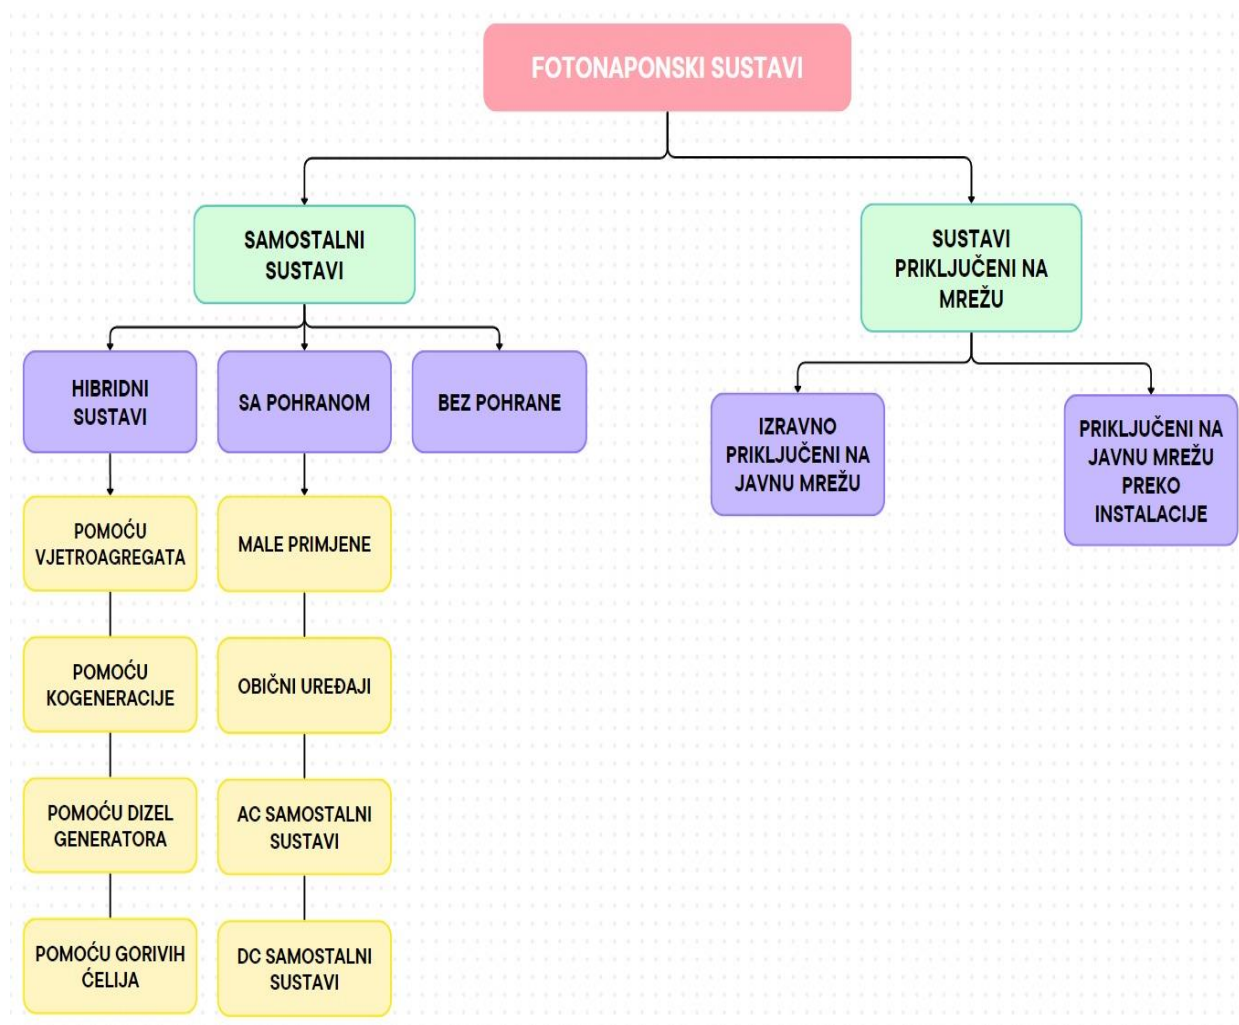 FOTONAPONSKI SUSTAVI
SAMOSTALNI
SUSTAVI
SUSTAVI
PRIKLJUČENI NA
MREŽU
HIBRIDNI
SUSTAVI
SA POHRANOM
BEZ POHRANE
IZRAVNO
PRIKLJUČENI NA
JAVNU MREŽU
PRIKLJUČENI NA
JAVNU MREŽU
PREKO
INSTALACIJE
POMOĆU
VJETROAGREGATA
MALE PRIMJENE
POMOĆU
KOGENERACIJE
OBIČNI UREĐAJI
POMOĆU DIZEL
GENERATORA
AC SAMOSTALNI
SUSTAVI
POMOĆU GORIVIH
ĆELIJA
DC SAMOSTALNI
SUSTAVI